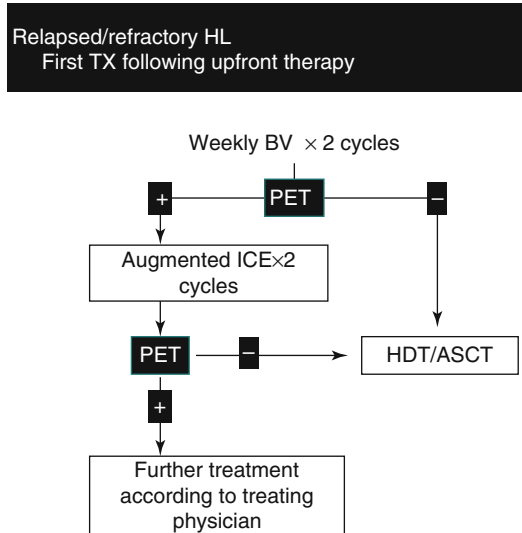 Relapsed/refractory HL
First TX following upfront therapy
Weekly BV × 2 cycles
+
PET
–
Augmented ICE×2
cycles
PET
–
HDT/ASCT
+
Further treatment
according to treating
physician